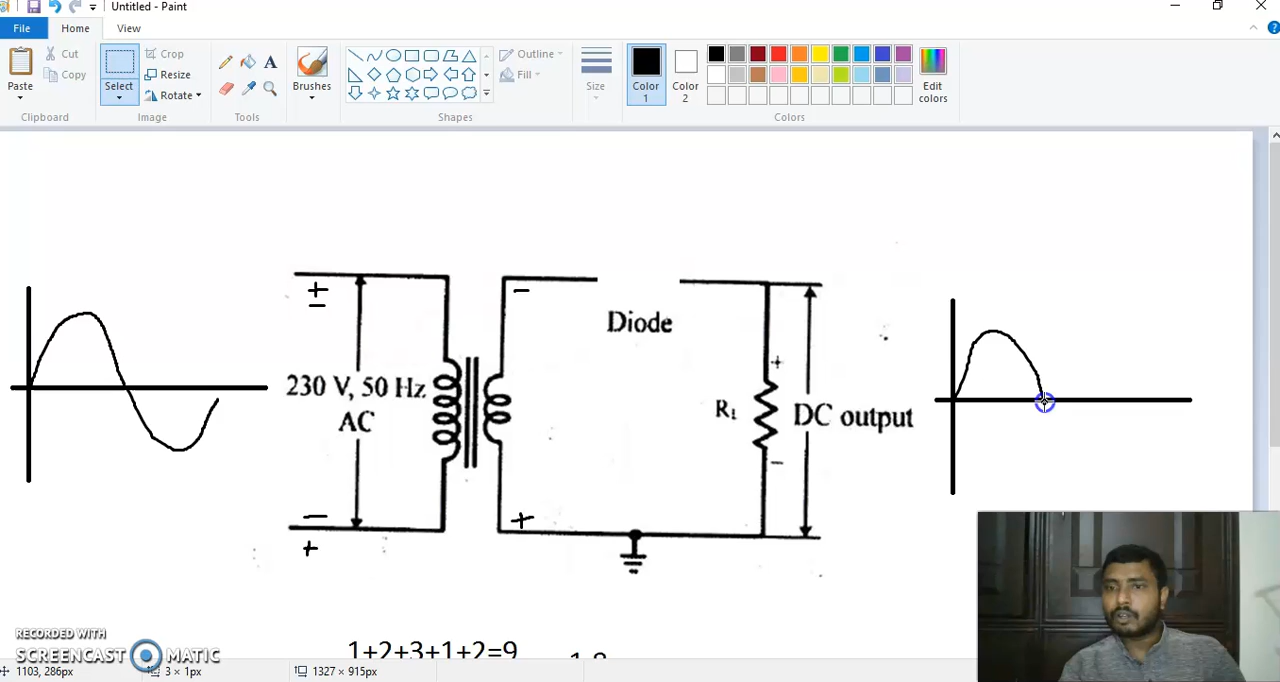 Untitled - Paint
File Home View
Paste Cut Copy
Select Crop Resize Rotate
A
Brushes
Outline Fill
Size
Color 1
Color 2
Edit colors
Clipboard Image Tools Shapes Colors
+ − −
Diode
+
230 V, 50 Hz
AC
RL DC output
−
− +
+
1+2+3+1+2=9
RECORDED WITH
SCREENCAST MATIC
1103, 286px 3 × 1px 1327 × 915px